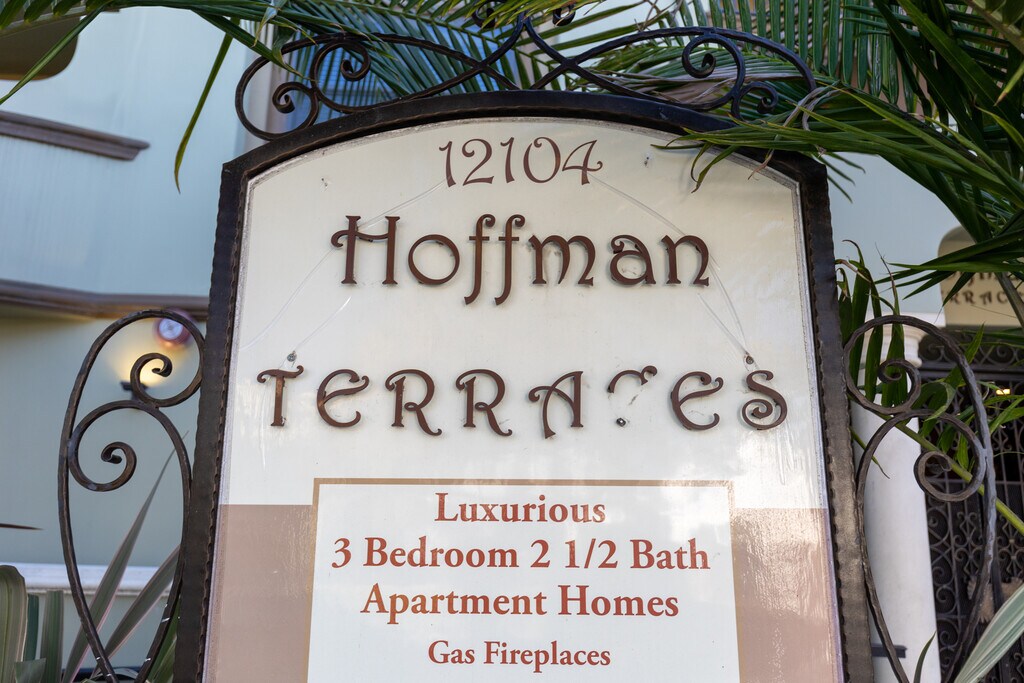 12104
Hoffman
TERRACES
Luxurious
3 Bedroom 2 1/2 Bath
Apartment Homes
Gas Fireplaces